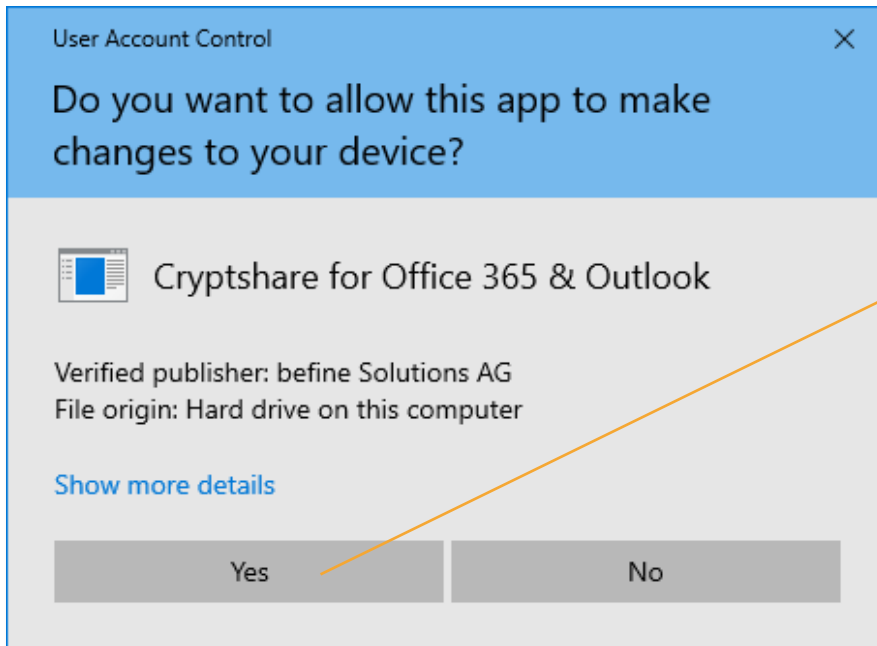 User Account Control
Do you want to allow this app to make
changes to your device?
Cryptshare for Office 365 & Outlook
Verified publisher: befine Solutions AG
File origin: Hard drive on this computer
Show more details
Yes
No